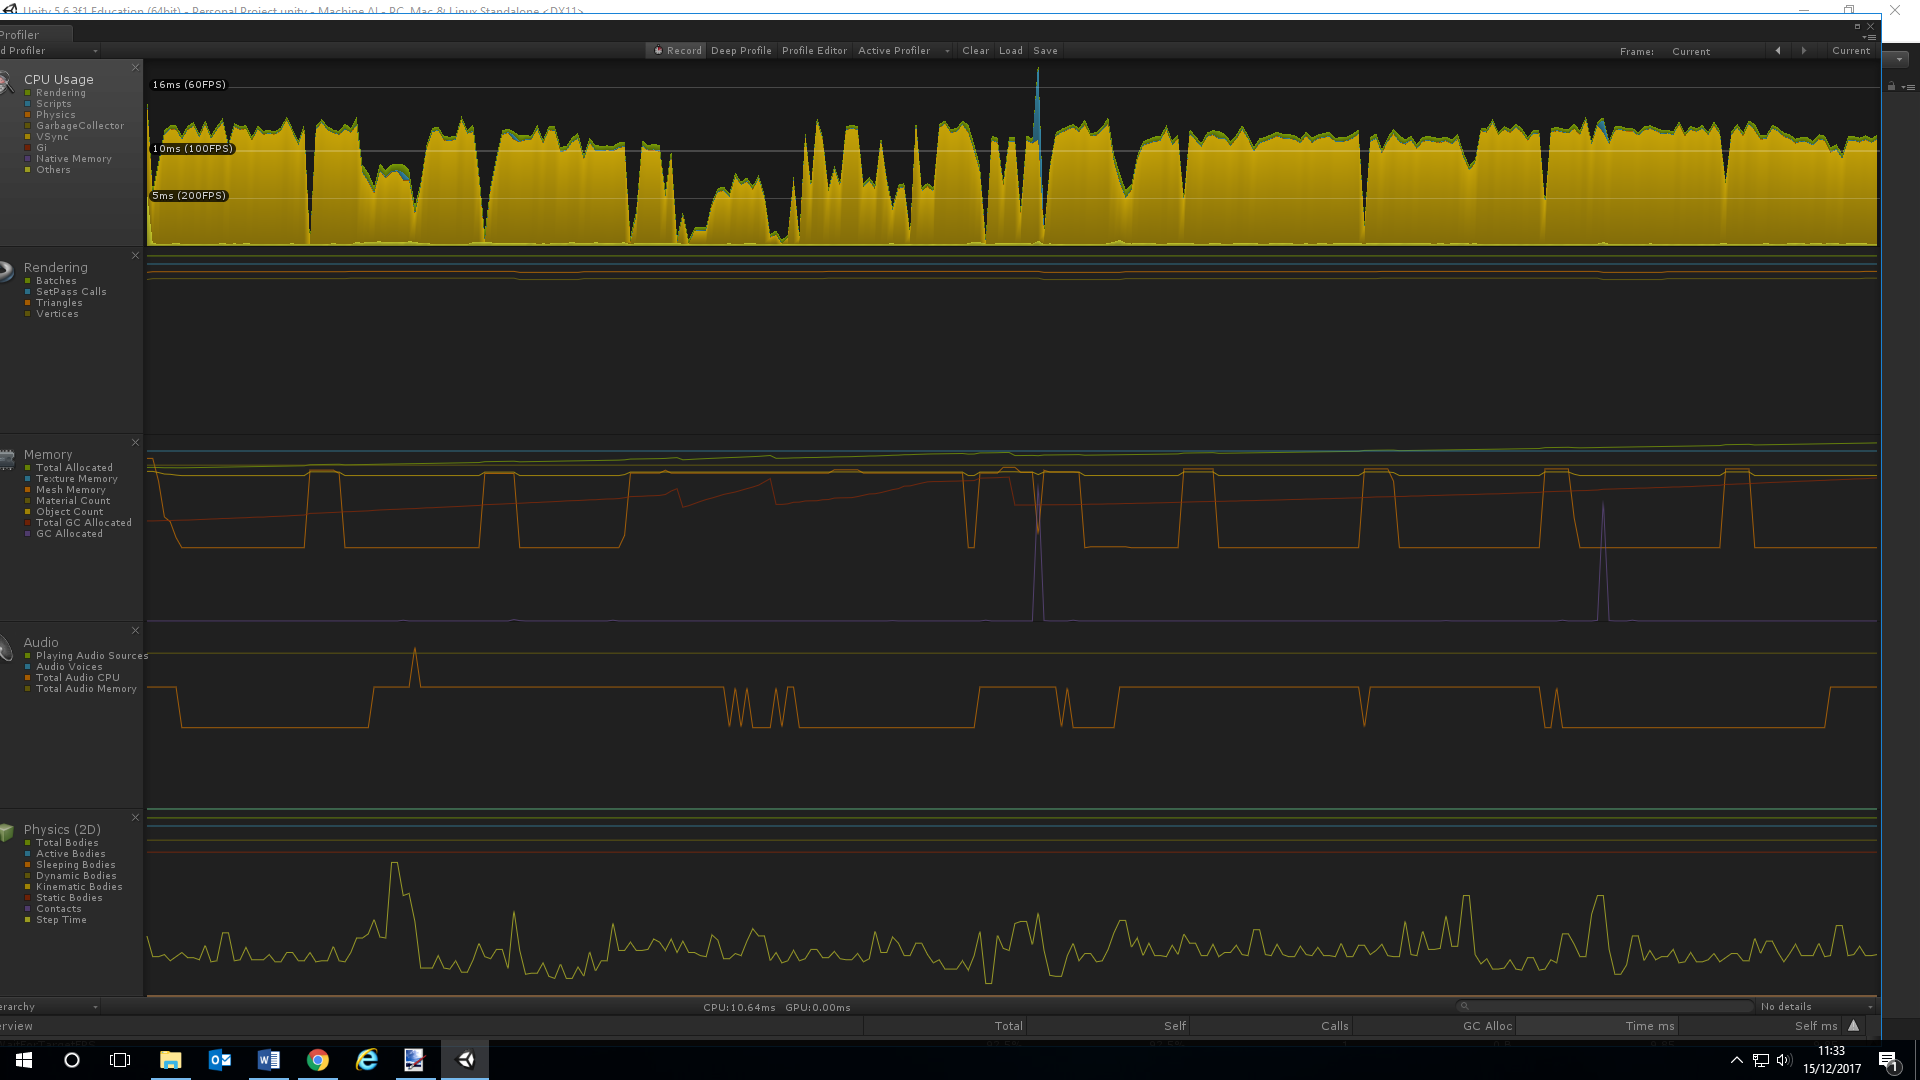 Unity 5.6.3f1 Education (64bit) - Personal Project.unity - Machine AI - PC, Mac & Linux Standalone <DX11>
Profiler
d Profiler
Record Deep Profile Profile Editor Active Profiler Clear Load Save Frame: Current Current
CPU Usage
Rendering
Scripts
Physics
GarbageCollector
VSync
Gi
Native Memory
Others
16ms (60FPS)
10ms (100FPS)
5ms (200FPS)
Rendering
Batches
SetPass Calls
Triangles
Vertices
Memory
Total Allocated
Texture Memory
Mesh Memory
Material Count
Object Count
Total GC Allocated
GC Allocated
Audio
Playing Audio Sources
Audio Voices
Total Audio CPU
Total Audio Memory
Physics (2D)
Total Bodies
Active Bodies
Sleeping Bodies
Dynamic Bodies
Kinematic Bodies
Static Bodies
Contacts
Step Time
erarchy CPU:10.64ms GPU:0.00ms No details
erview Total Self Calls GC Alloc Time ms Self ms
11:33
15/12/2017
1